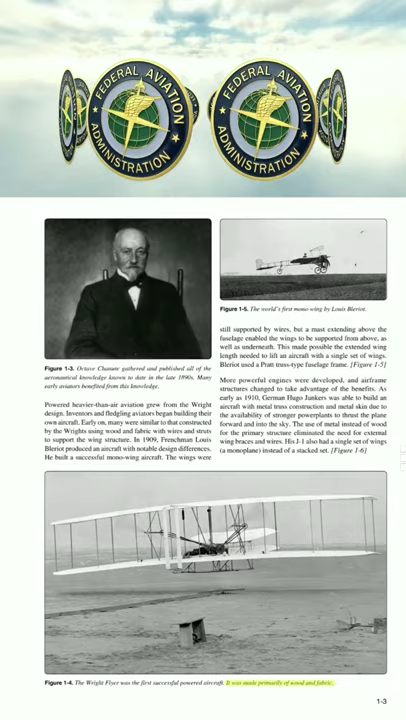 FEDERAL AVIATION
ADMINISTRATION
FEDERAL AVIATION
ADMINISTRATION
Figure 1-3. Octave Chanute gathered and published all of the
aeronautical knowledge known to date in the late 1890s. Many
early aviators benefited from this knowledge.
Powered heavier-than-air aviation grew from the Wright
design. Inventors and fledgling aviators began building their
own aircraft. Early on, many were similar to that constructed
by the Wrights using wood and fabric with wires and struts
to support the wing structure. In 1909, Frenchman Louis
Bleriot produced an aircraft with notable design differences.
He built a successful mono-wing aircraft. The wings were
Figure 1-5. The world's first mono-wing by Louis Bleriot.
still supported by wires, but a mast extending above the
fuselage enabled the wings to be supported from above, as
well as underneath. This made possible the extended wing
length needed to lift an aircraft with a single set of wings.
Bleriot used a Pratt truss-type fuselage frame. [Figure 1-5]
More powerful engines were developed, and airframe
structures changed to take advantage of the benefits. As
early as 1910, German Hugo Junkers was able to build an
aircraft with metal truss construction and metal skin due to
the availability of stronger powerplants to thrust the plane
forward and into the sky. The use of metal instead of wood
for the primary structure eliminated the need for external
wing braces and wires. His J-1 also had a single set of wings
(a monoplane) instead of a stacked set. [Figure 1-6]
Figure 1-4. The Wright Flyer was the first successful powered aircraft. It was made primarily of wood and fabric.
1-3